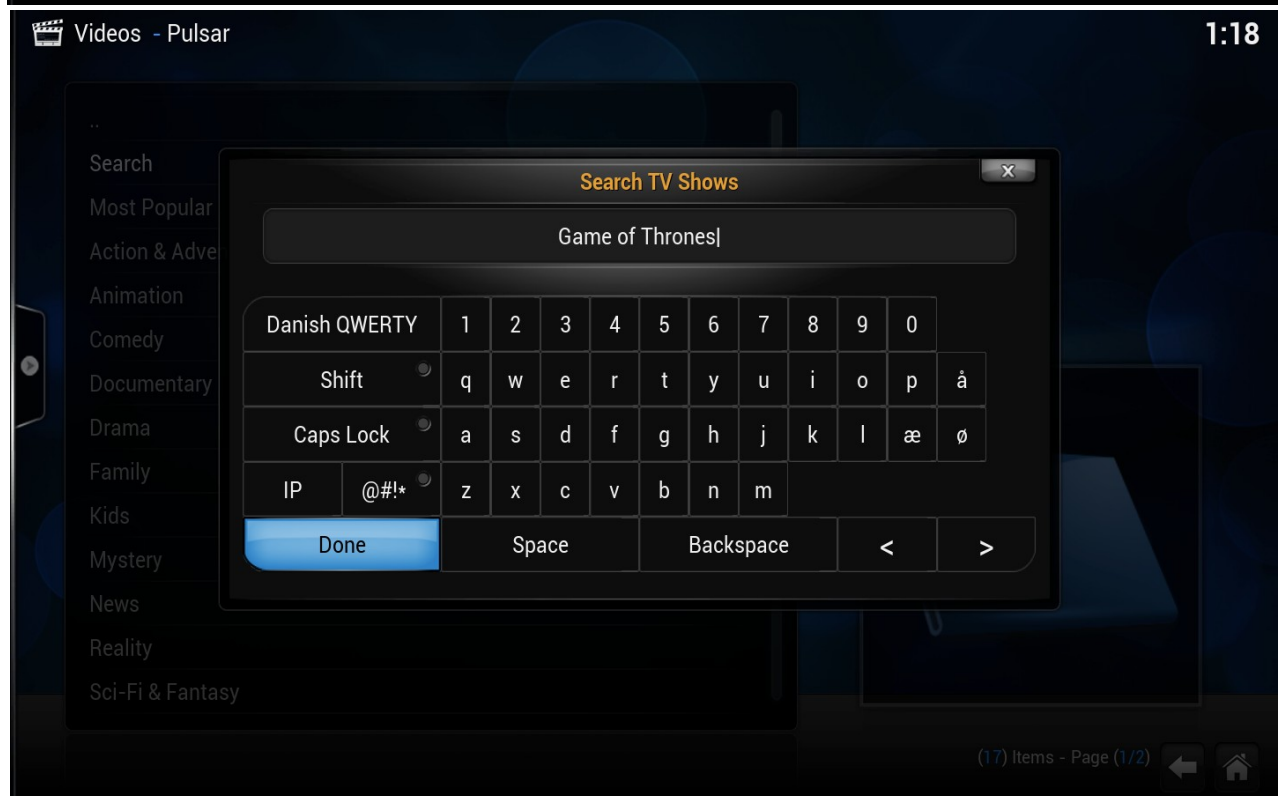 Videos - Pulsar
1:18
..
Search
Most Popular
Action & Adve
Animation
Comedy
Documentary
Drama
Family
Kids
Mystery
News
Reality
Sci-Fi & Fantasy
Search TV Shows
x
Game of Thrones
Danish QWERTY 1 2 3 4 5 6 7 8 9 0
Shift q w e r t y u i o p å
Caps Lock a s d f g h j k l æ ø
IP @#!* z x c v b n m
Done Space Backspace < >
(17) Items - Page (1/2)